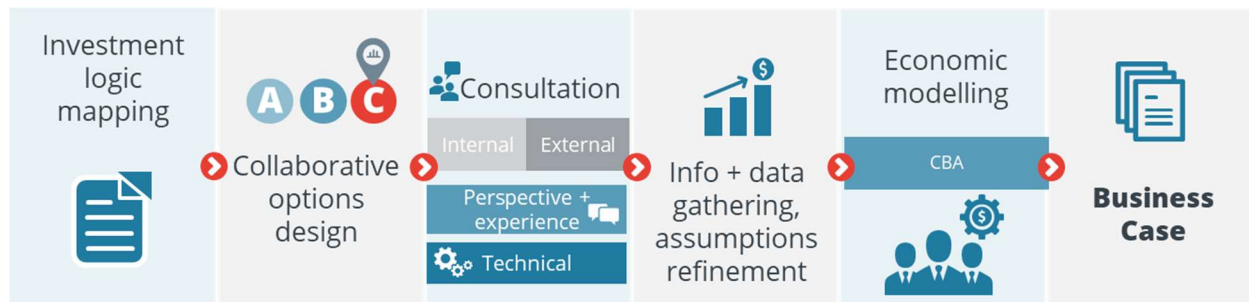 Investment
logic
mapping
A B C
Collaborative
options
design
Consultation
Internal External
Perspective +
experience
Technical
$
Info + data
gathering,
assumptions
refinement
Economic
modelling
CBA
$
Business
Case